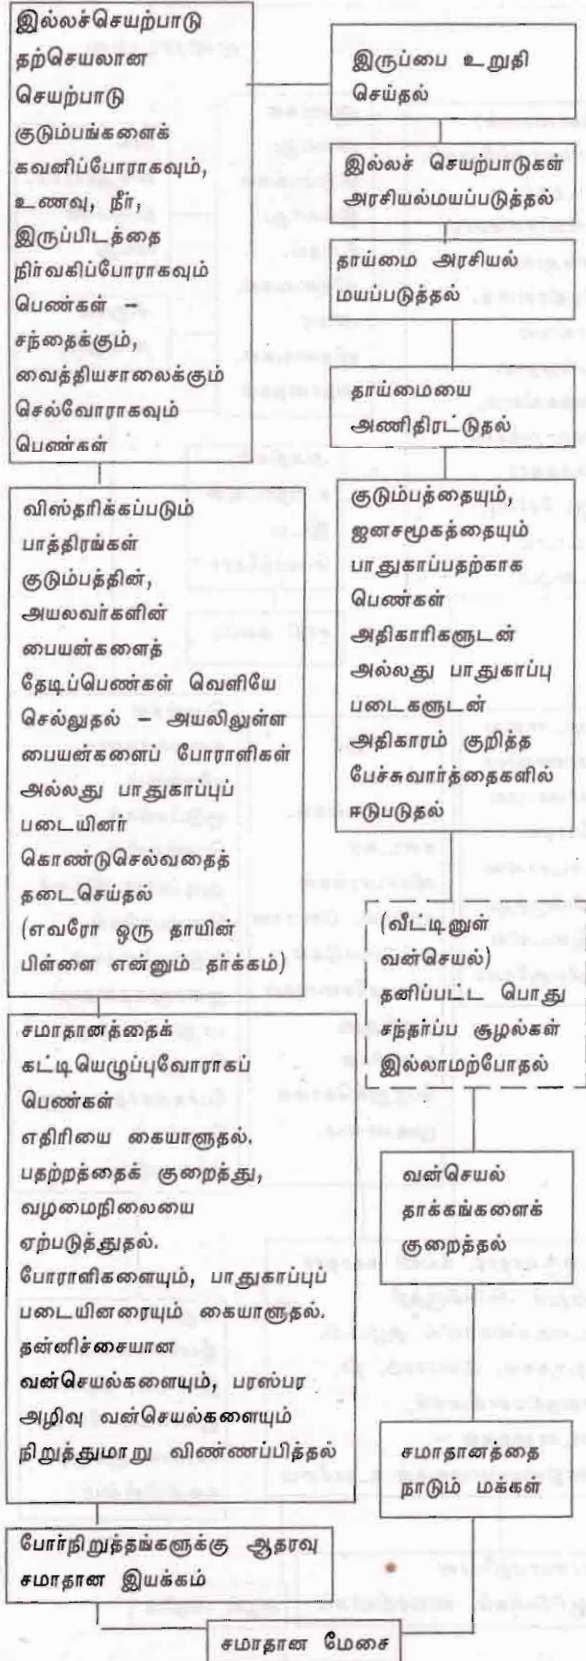 இல்லச்செயற்பாடு
தற்செயலான
செயற்பாடு
குடும்பங்களைக்
கவனிப்போராகவும்,
உணவு, நீர்,
இருப்பிடத்தை
நிர்வகிப்போராகவும்
பெண்கள் –
சந்தைக்கும்,
வைத்தியசாலைக்கும்
செல்வோராகவும்
பெண்கள்
இருப்பை உறுதி
செய்தல்
இல்லச் செயற்பாடுகள்
அரசியல்மயப்படுத்தல்
தாய்மை அரசியல்
மயப்படுத்தல்
தாய்மையை
அணிதிரட்டுதல்
விஸ்தரிக்கப்படும்
பாத்திரங்கள்
குடும்பத்தின்,
அயலவர்களின்
பையன்களைத்
தேடிப்பெண்கள் வெளியே
செல்லுதல் – அயலிலுள்ள
பையன்களைப் போராளிகள்
அல்லது பாதுகாப்புப்
படையினர்
கொண்டுசெல்வதைத்
தடைசெய்தல்
(எவரோ ஒரு தாயின்
பிள்ளை என்னும் தர்க்கம்)
குடும்பத்தையும்,
ஜனசமூகத்தையும்
பாதுகாப்பதற்காக
பெண்கள்
அதிகாரிகளுடன்
அல்லது பாதுகாப்பு
படைகளுடன்
அதிகாரம் குறித்த
பேச்சுவார்த்தைகளில்
ஈடுபடுதல்
(வீட்டினுள்
வன்செயல்)
தனிப்பட்ட பொது
சந்தர்ப்ப சூழல்கள்
இல்லாமற்போதல்
சமாதானத்தைக்
கட்டியெழுப்புவோராகப்
பெண்கள்
எதிரியை கையாளுதல்.
பதற்றத்தைக் குறைத்து,
வழமைநிலையை
ஏற்படுத்துதல்.
போராளிகளையும், பாதுகாப்புப்
படையினரையும் கையாளுதல்.
தன்னிச்சையான
வன்செயல்களையும், பரஸ்பர
அழிவு வன்செயல்களையும்
நிறுத்துமாறு விண்ணப்பித்தல்
வன்செயல்
தாக்கங்களைக்
குறைத்தல்
சமாதானத்தை
நாடும் மக்கள்
போர்நிறுத்தங்களுக்கு ஆதரவு
சமாதான இயக்கம்
சமாதான மேசை